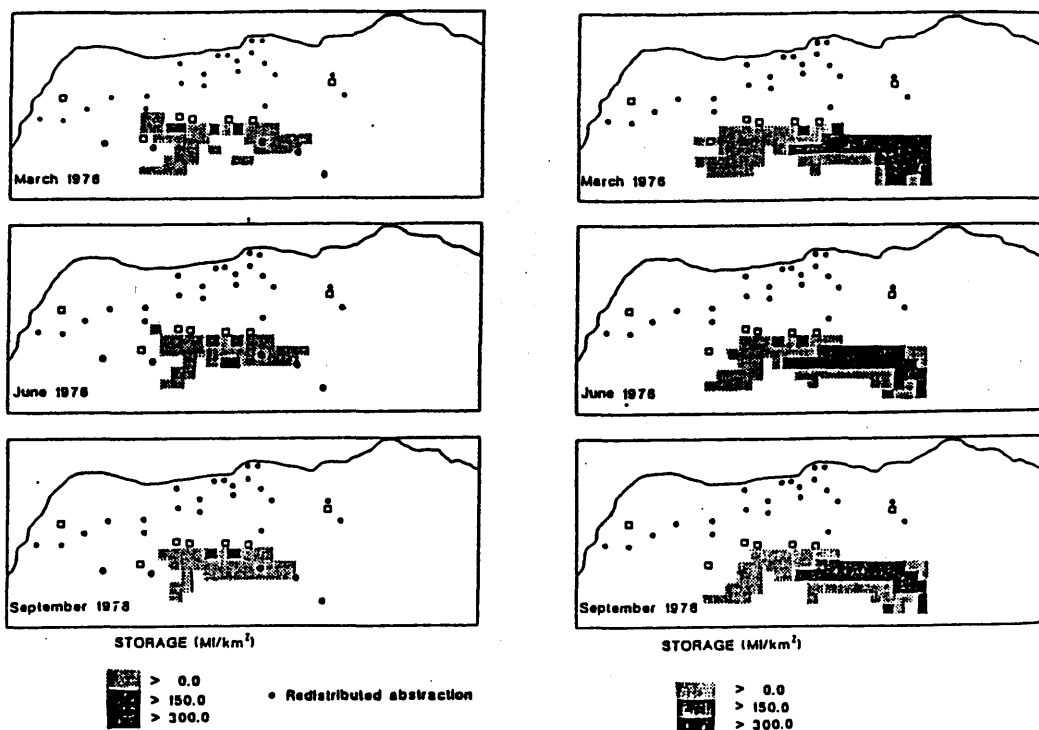 March 1976
March 1976
June 1976
June 1976
September 1978
September 1976
STORAGE (Ml/km²)
> 0.0
> 150.0
> 300.0
• Redistributed abstraction
STORAGE (Ml/km²)
> 0.0
> 150.0
> 300.0